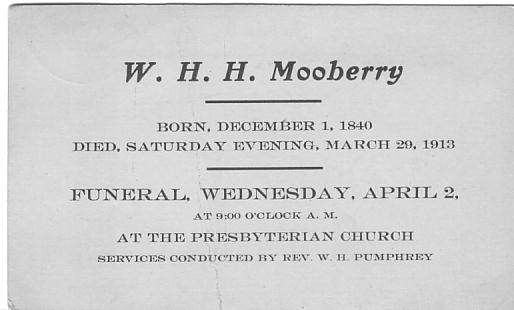 W. H. H. Mooberry
BORN, DECEMBER 1, 1840
DIED, SATURDAY EVENING, MARCH 29, 1913
FUNERAL, WEDNESDAY, APRIL 2,
AT 9:00 O'CLOCK A. M.
AT THE PRESBYTERIAN CHURCH
SERVICES CONDUCTED BY REV. W. H. PUMPHREY